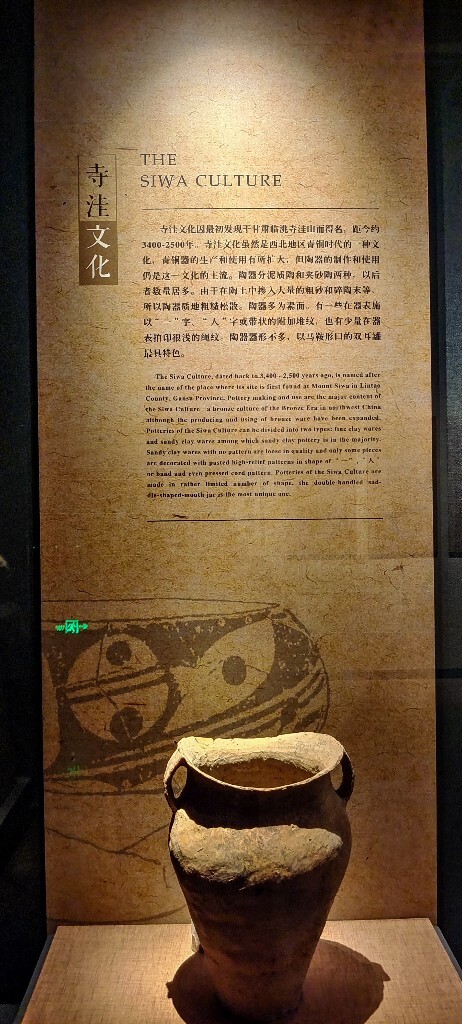 寺洼文化
THE
SIWA CULTURE
寺洼文化因最初发现于甘肃临洮寺洼山而得名，距今约
3400-2500年。寺洼文化虽然是西北地区青铜时代的一种文
化，青铜器的生产和使用有所扩大，但陶器的制作和使用
仍是这一文化的主流。陶器分泥质陶和夹砂陶两种，以后
者数量居多。由于在陶土中掺入大量的粗砂和碎陶末等，
所以陶器质地粗糙松散。陶器多为素面，有一些在器表施
以“一”字、“人”字或带状的附加堆纹，也有少量在器
表拍印很浅的绳纹。陶器器形不多，以马鞍形口的双耳罐
最具特色。
The Siwa Culture, dated back to 3,400 - 2,500 years ago, is named after
the name of the place where its site is first found at Mount Siwa in Lintao
County, Gansu Province. Pottery making and use are the major content of
the Siwa Culture, a bronze culture of the Bronze Era in northwest China
although the producing and using of bronze ware have been expanded.
Potteries of the Siwa Culture can be divided into two types: fine clay wares
and sandy clay wares among which sandy clay pottery is in the majority.
Sandy clay wares with no pattern are loose in quality and only some pieces
are decorated with pasted high-relief patterns in shape of “一”, “人”
or band and even pressed cord pattern. Potteries of the Siwa Culture are
made in rather limited number of shape, the double-handled sad-
dle-shaped-mouth jar is the most unique one.